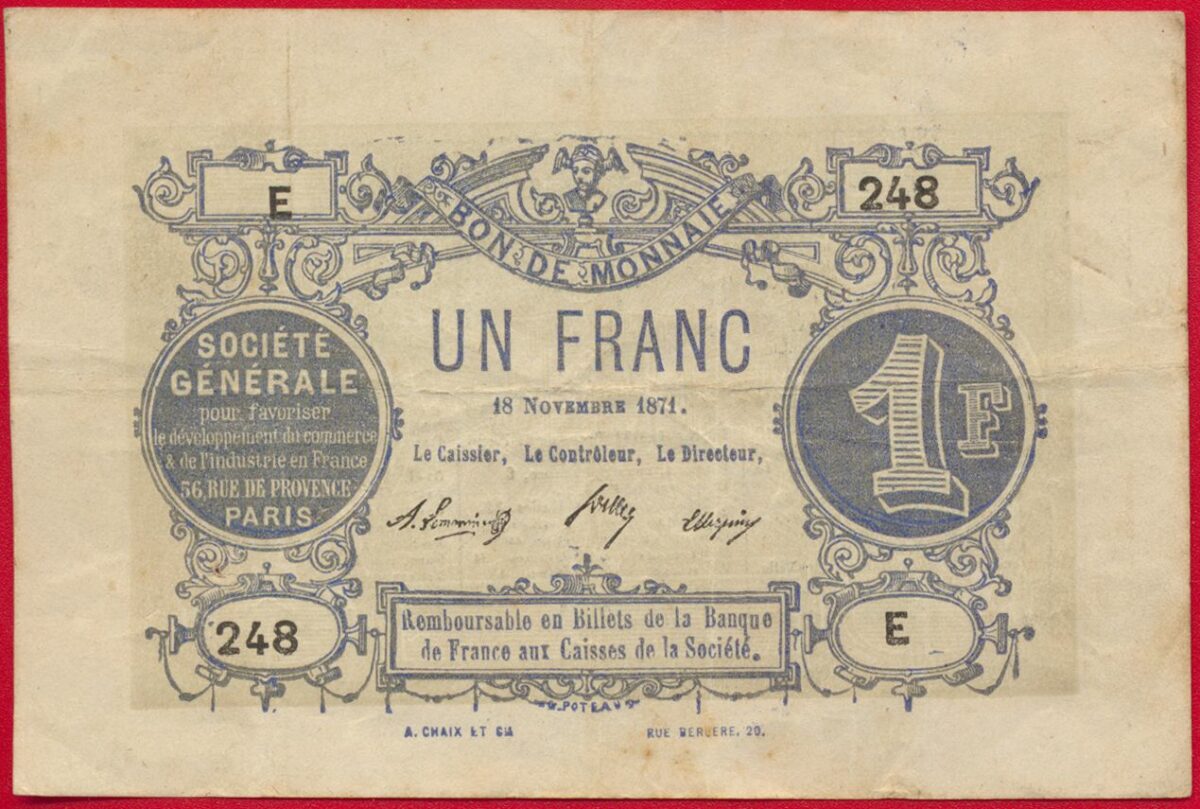 E
248
BON DE MONNAIE
UN FRANC
18 NOVEMBRE 1871.
Le Caissier, Le Contrôleur, Le Directeur,
SOCIÉTÉ
GÉNÉRALE
pour favoriser
le développement du commerce
& de l'industrie en France
56, RUE DE PROVENCE
PARIS
1F
248
Remboursable en Billets de la Banque
de France aux Caisses de la Société.
E
G. POTEAU
A. CHAIX ET CIE
RUE BERGERE. 20.